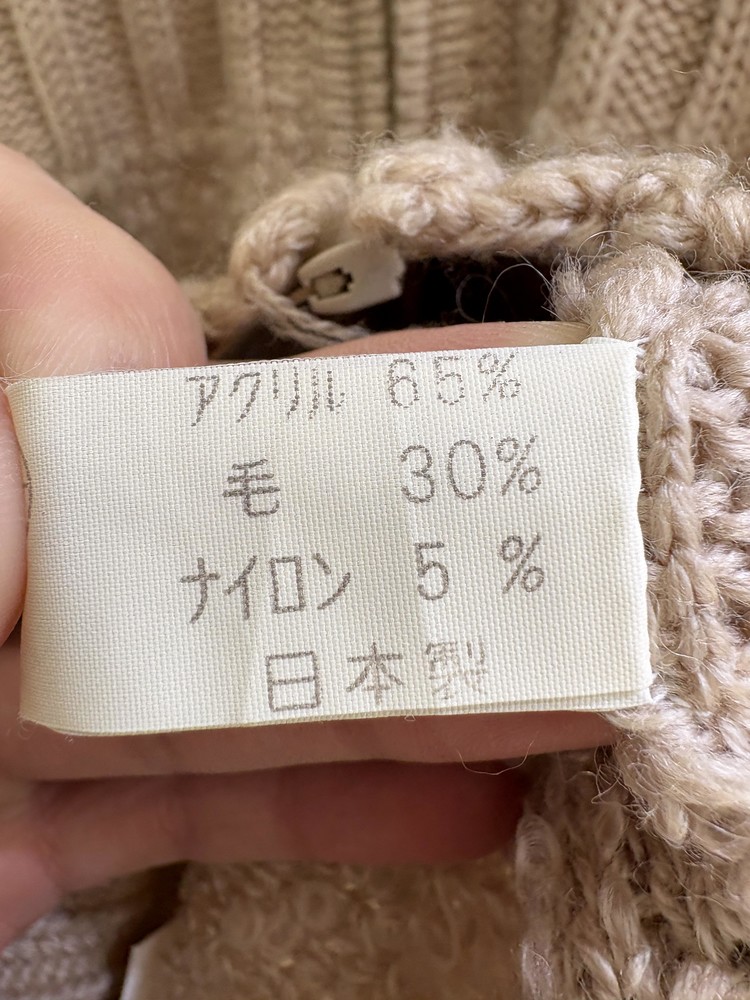 アクリル 65%
毛 30%
ナイロン 5 %
日本製